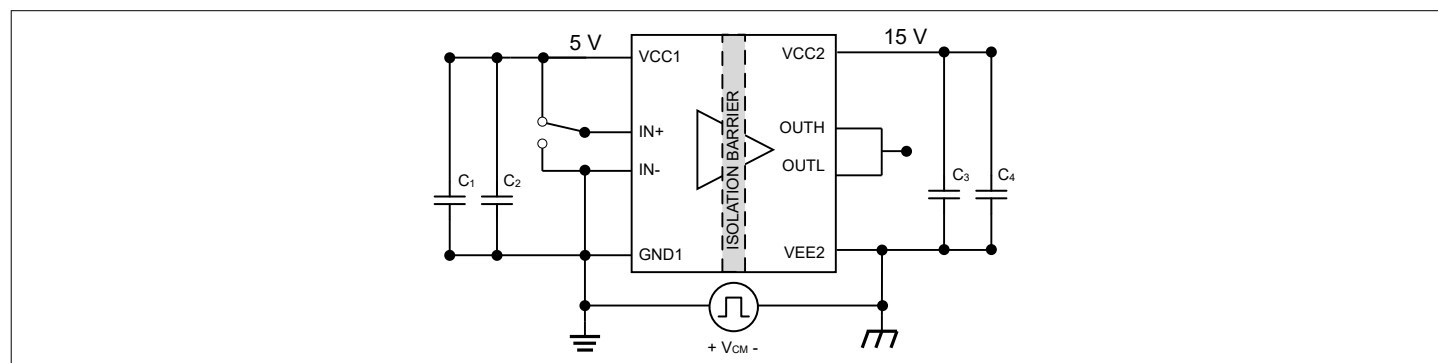 5 V
15 V
VCC1
VCC2
IN+
OUTH
IN-
OUTL
ISOLATION BARRIER
C₁
C₂
C₃
C₄
GND1
VEE2
+ VCM -